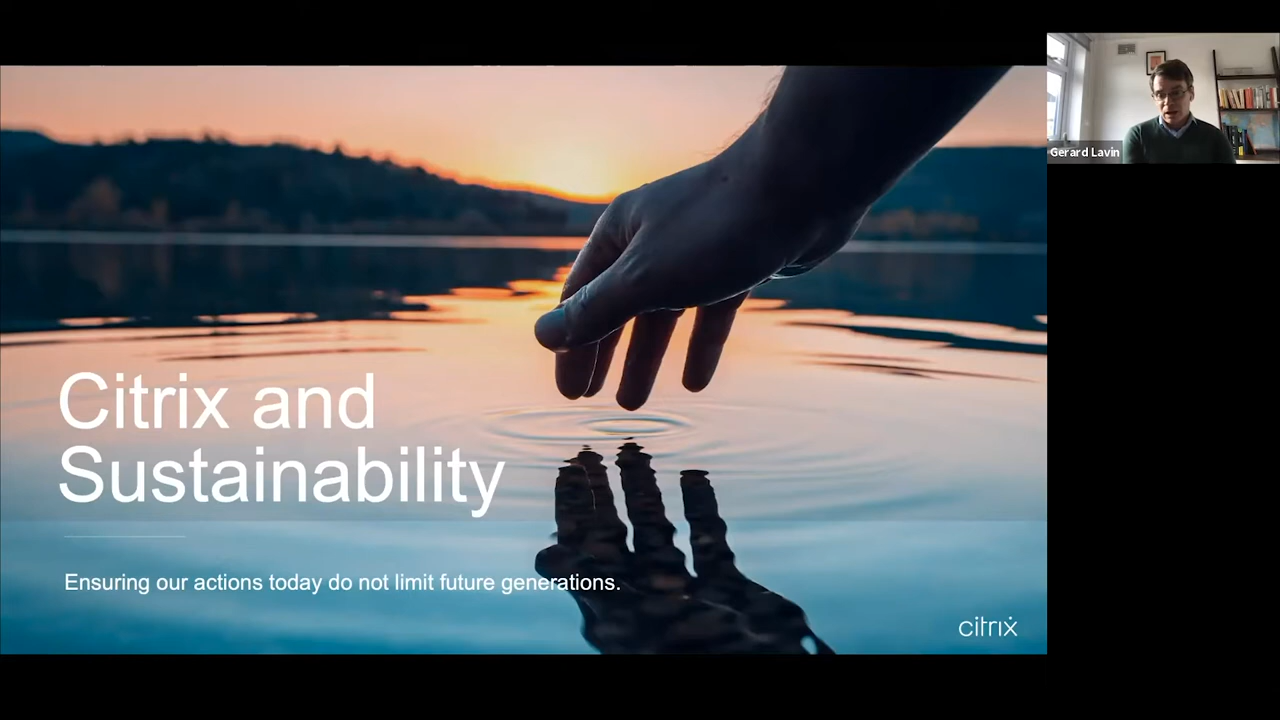 Citrix and
Sustainability
Ensuring our actions today do not limit future generations.
citrix
Gerard Lavin